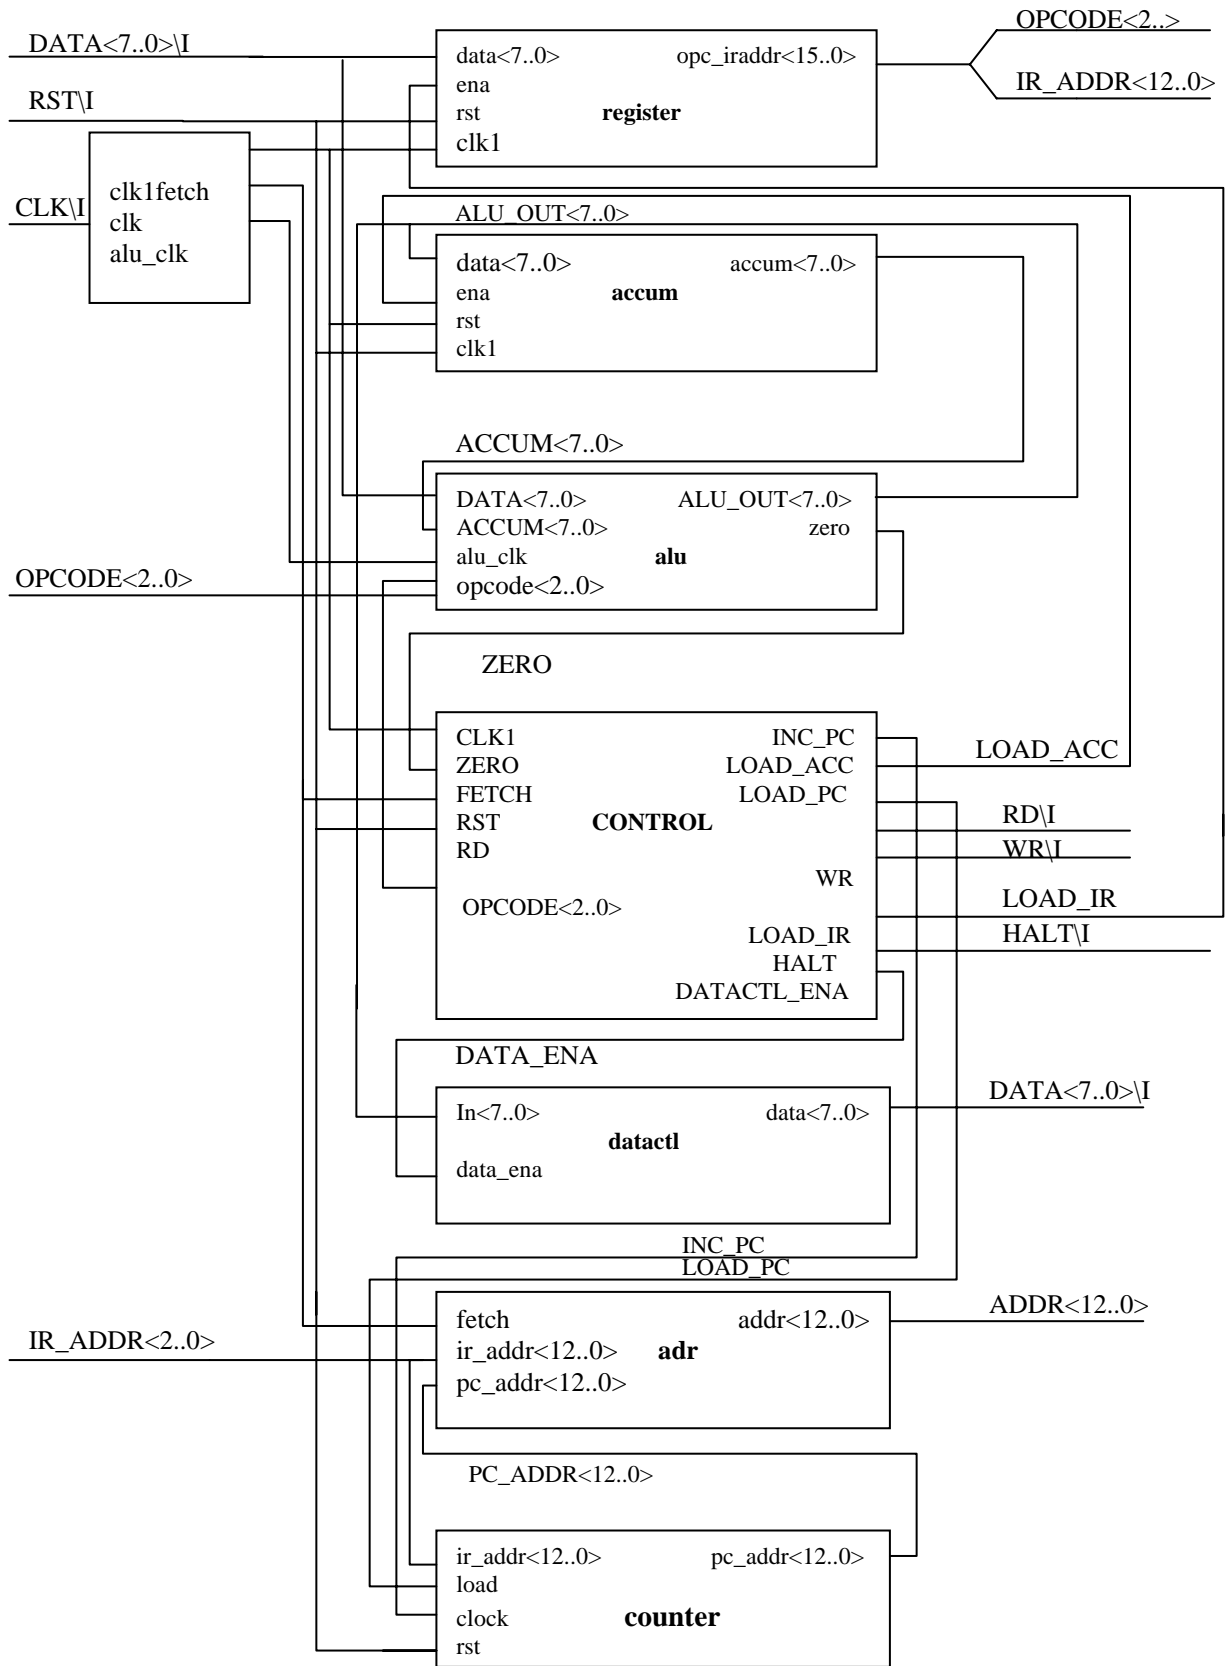 OPCODE<2..>
DATA<7..0>\I
data<7..0> opc_iraddr<15..0>
ena
IR_ADDR<12..0>
RST\I
rst register
clk1
clk1fetch
CLK\I
clk
alu_clk
ALU_OUT<7..0>
data<7..0> accum<7..0>
ena accum
rst
clk1
ACCUM<7..0>
DATA<7..0> ALU_OUT<7..0>
ACCUM<7..0> zero
alu_clk alu
OPCODE<2..0>
opcode<2..0>
ZERO
CLK1 INC_PC
LOAD_ACC
ZERO LOAD_ACC
FETCH LOAD_PC
RD\I
RST CONTROL
RD
WR\I
WR
LOAD_IR
OPCODE<2..0>
HALT\I
LOAD_IR
HALT
DATACTL_ENA
DATA_ENA
DATA<7..0>\I
In<7..0> data<7..0>
datactl
data_ena
INC_PC
LOAD_PC
ADDR<12..0>
fetch addr<12..0>
IR_ADDR<2..0>
ir_addr<12..0> adr
pc_addr<12..0>
PC_ADDR<12..0>
ir_addr<12..0> pc_addr<12..0>
load
clock counter
rst